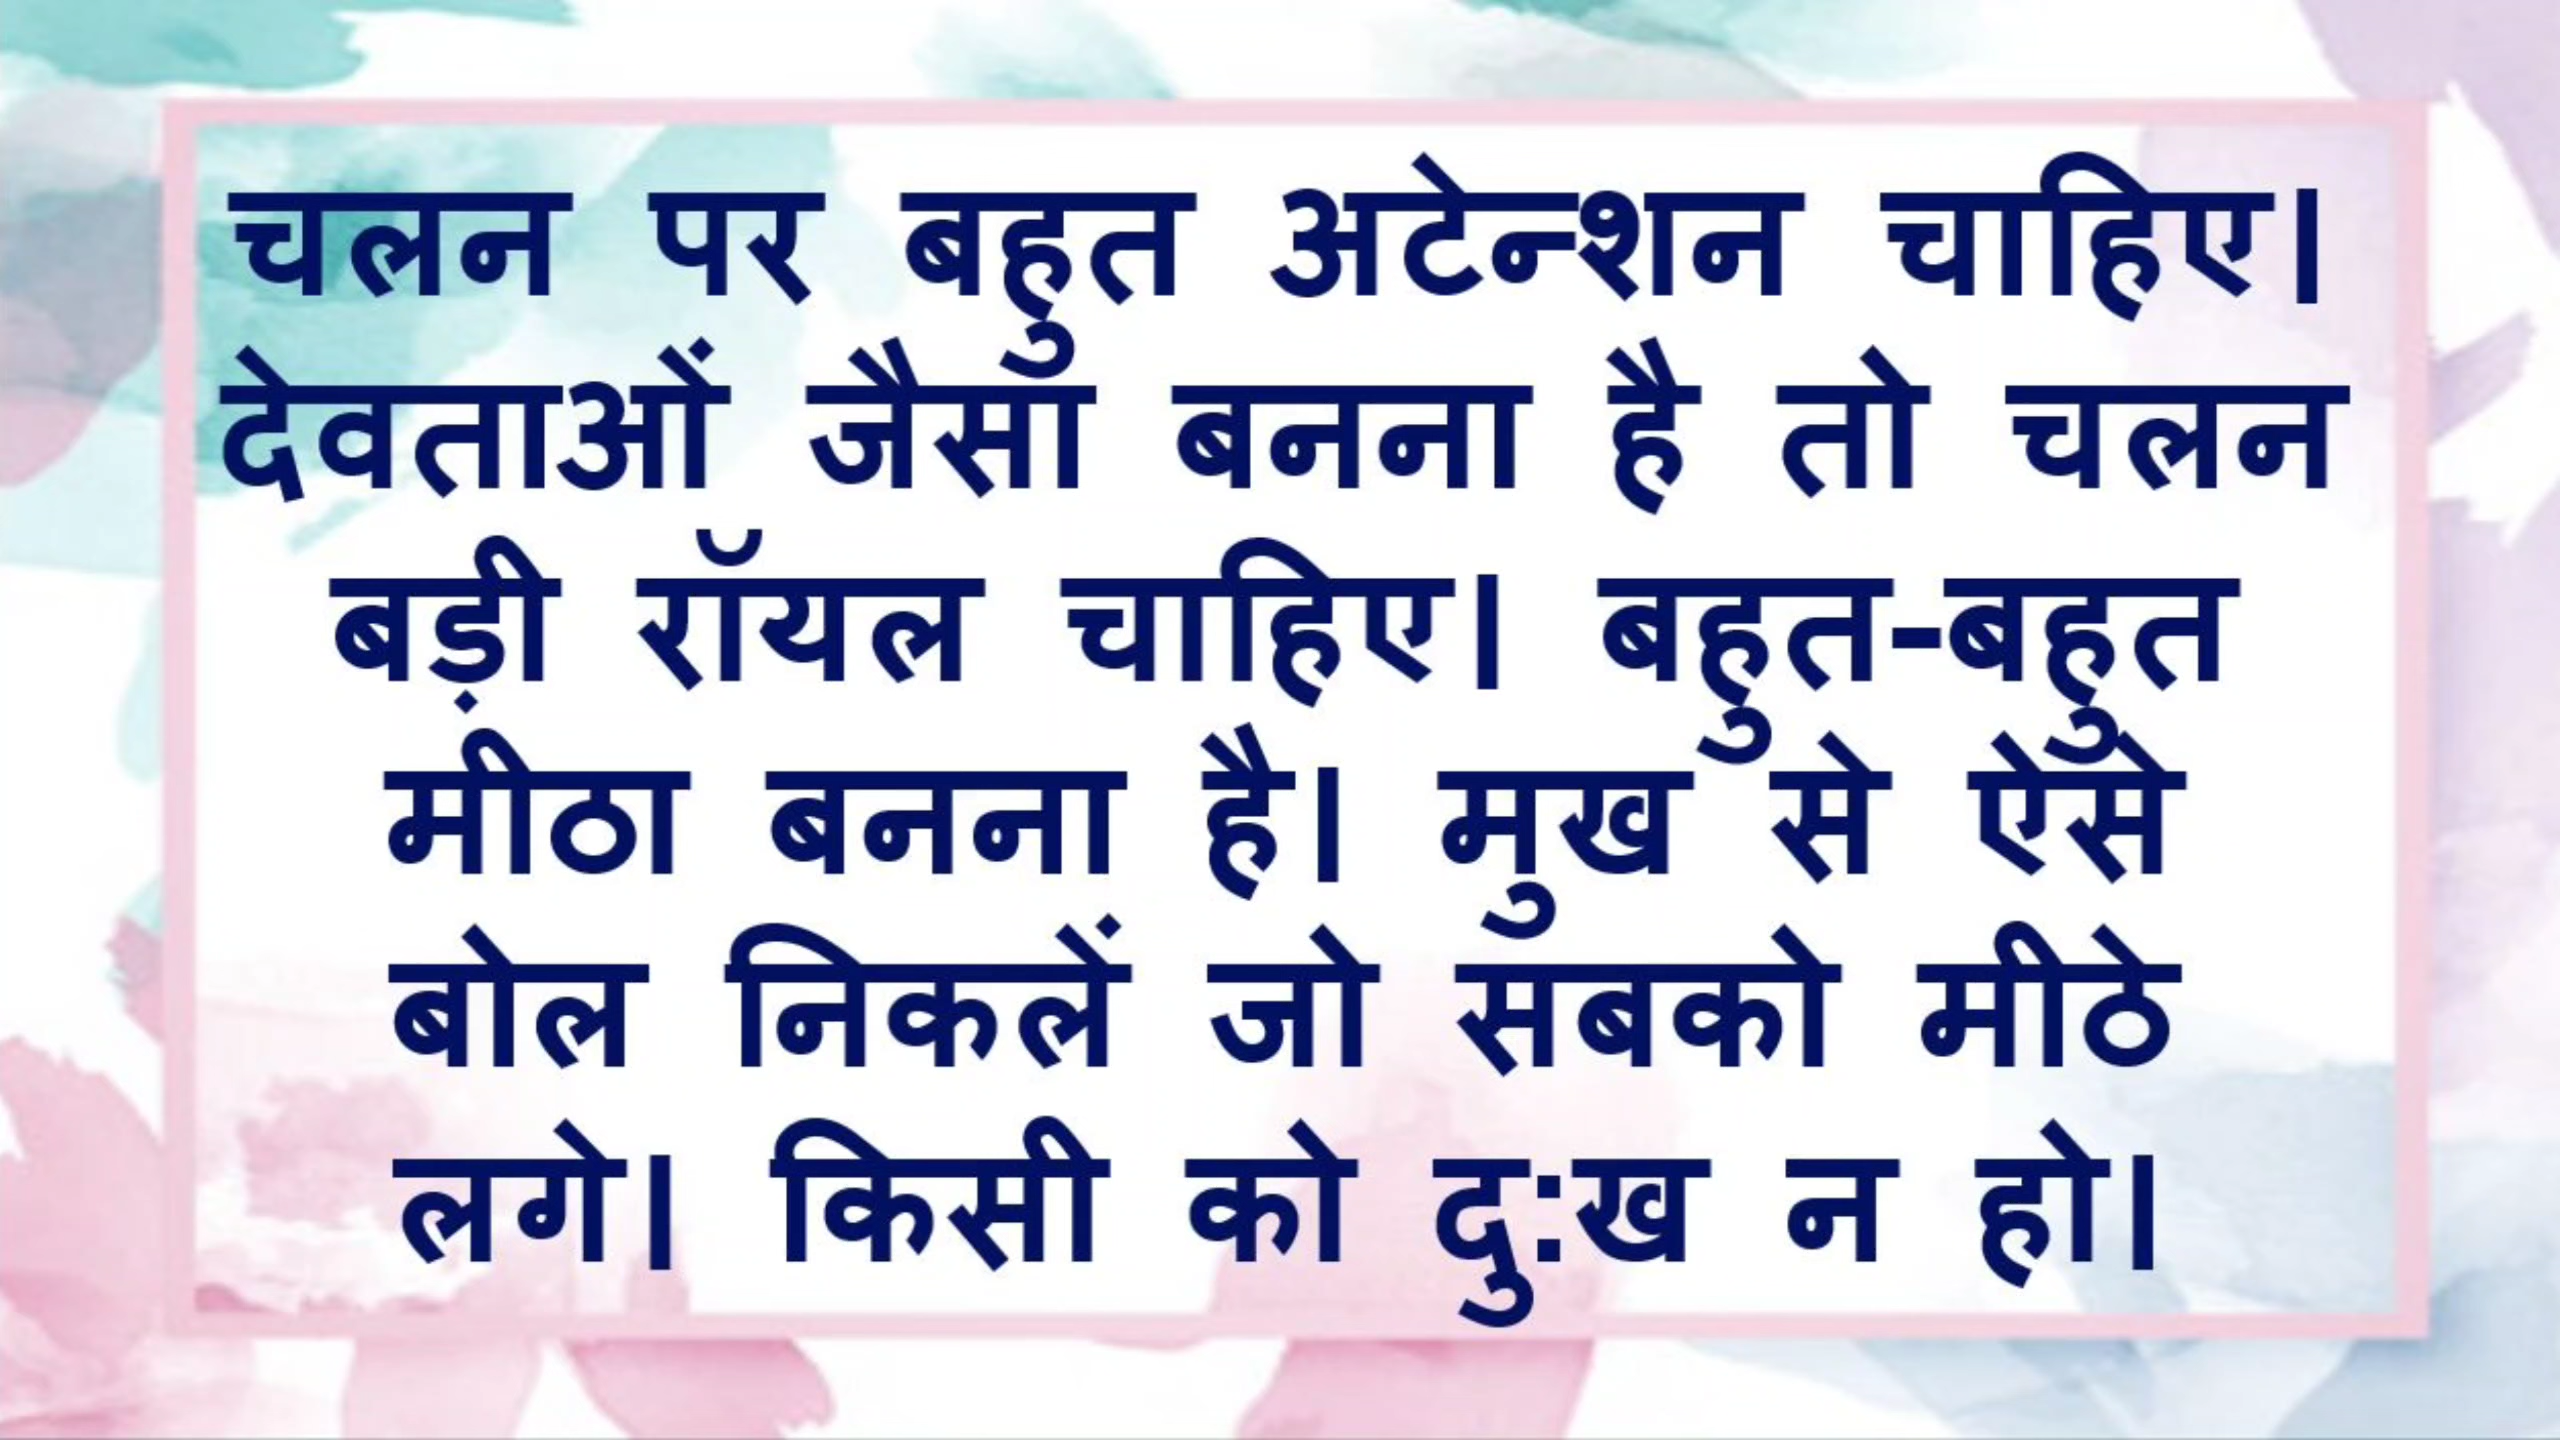 चलन पर बहुत अटेन्शन चाहिए।
देवताओं जैसा बनना है तो चलन
बड़ी रॉयल चाहिए। बहुत-बहुत
मीठा बनना है। मुख से ऐसे
बोल निकलें जो सबको मीठे
लगे। किसी को दु:ख न हो।